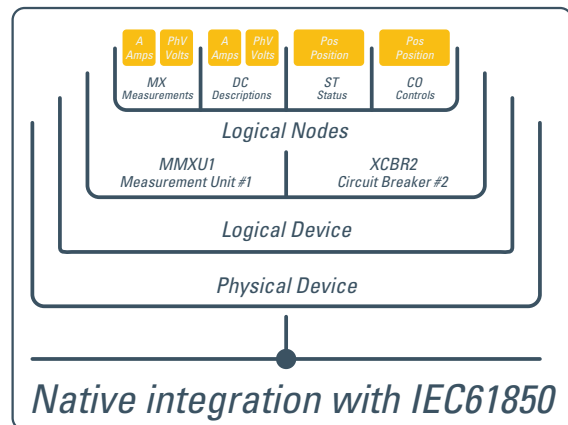 A PhV A PhV Pos Pos
Amps Volts Amps Volts Position Position
MX DC ST CO
Measurements Descriptions Status Controls
Logical Nodes
MMXU1 XCBR2
Measurement Unit #1 Circuit Breaker #2
Logical Device
Physical Device
Native integration with IEC61850